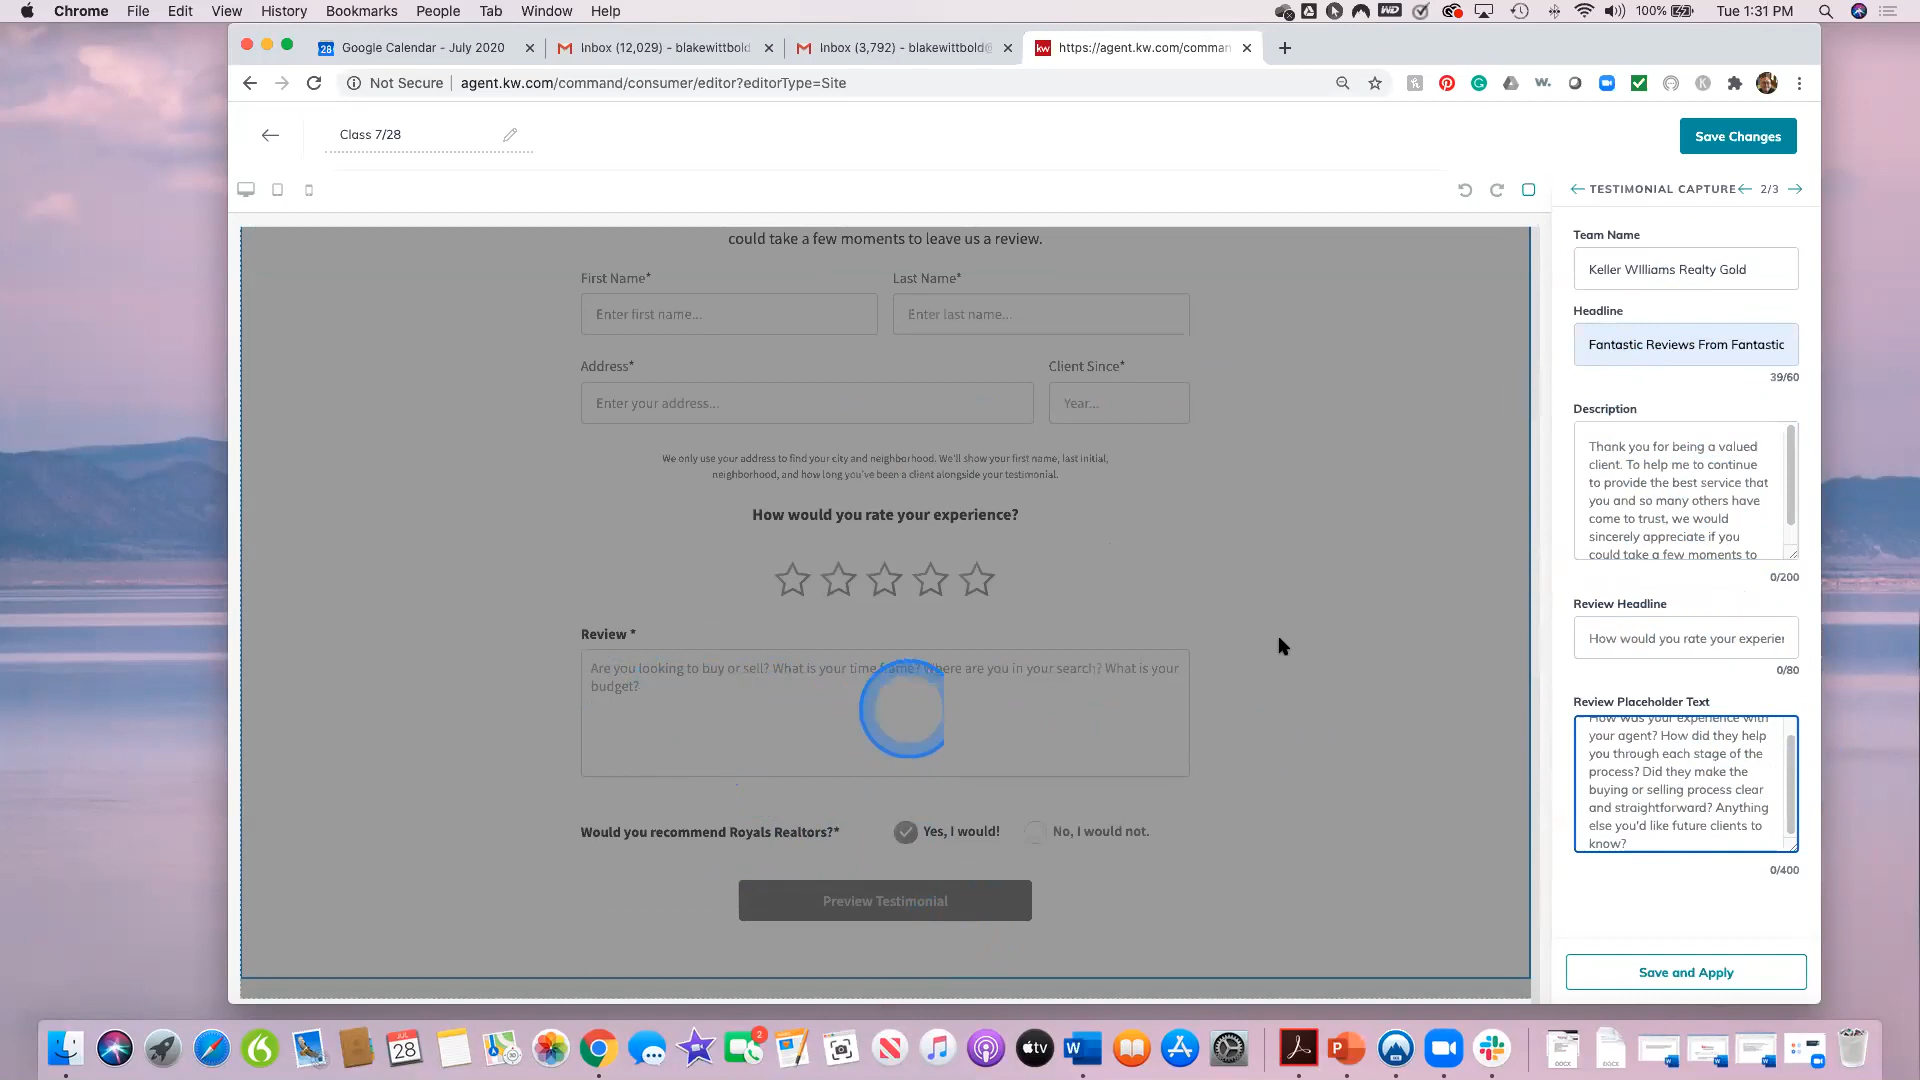 Chrome File Edit View History Bookmarks People Tab Window Help
100% Tue 1:31 PM
28 Google Calendar - July 2020
Inbox (12,029) - blakewittbold
Inbox (3,792) - blakewittbold@
kw https://agent.kw.com/comman
Not Secure agent.kw.com/command/consumer/editor?editorType=Site
Class 7/28
Save Changes
TESTIMONIAL CAPTURE 2/3
could take a few moments to leave us a review.
First Name* Last Name*
Enter first name... Enter last name...
Address* Client Since*
Enter your address... Year...
We only use your address to find your city and neighborhood. We'll show your first name, last initial,
neighborhood, and how long you've been a client alongside your testimonial.
How would you rate your experience?
Review *
Are you looking to buy or sell? What is your time frame? Where are you in your search? What is your
budget?
Would you recommend Royals Realtors?* Yes, I would! No, I would not.
Preview Testimonial
Team Name
Keller WIlliams Realty Gold
Headline
Fantastic Reviews From Fantastic
39/60
Description
Thank you for being a valued
client. To help me to continue
to provide the best service that
you and so many others have
come to trust, we would
sincerely appreciate if you
could take a few moments to
0/200
Review Headline
How would you rate your experien
0/80
Review Placeholder Text
How was your experience with
your agent? How did they help
you through each stage of the
process? Did they make the
buying or selling process clear
and straightforward? Anything
else you'd like future clients to
know?
0/400
Save and Apply
JUL
28
2
tv
W
P
DOCX
DOCX